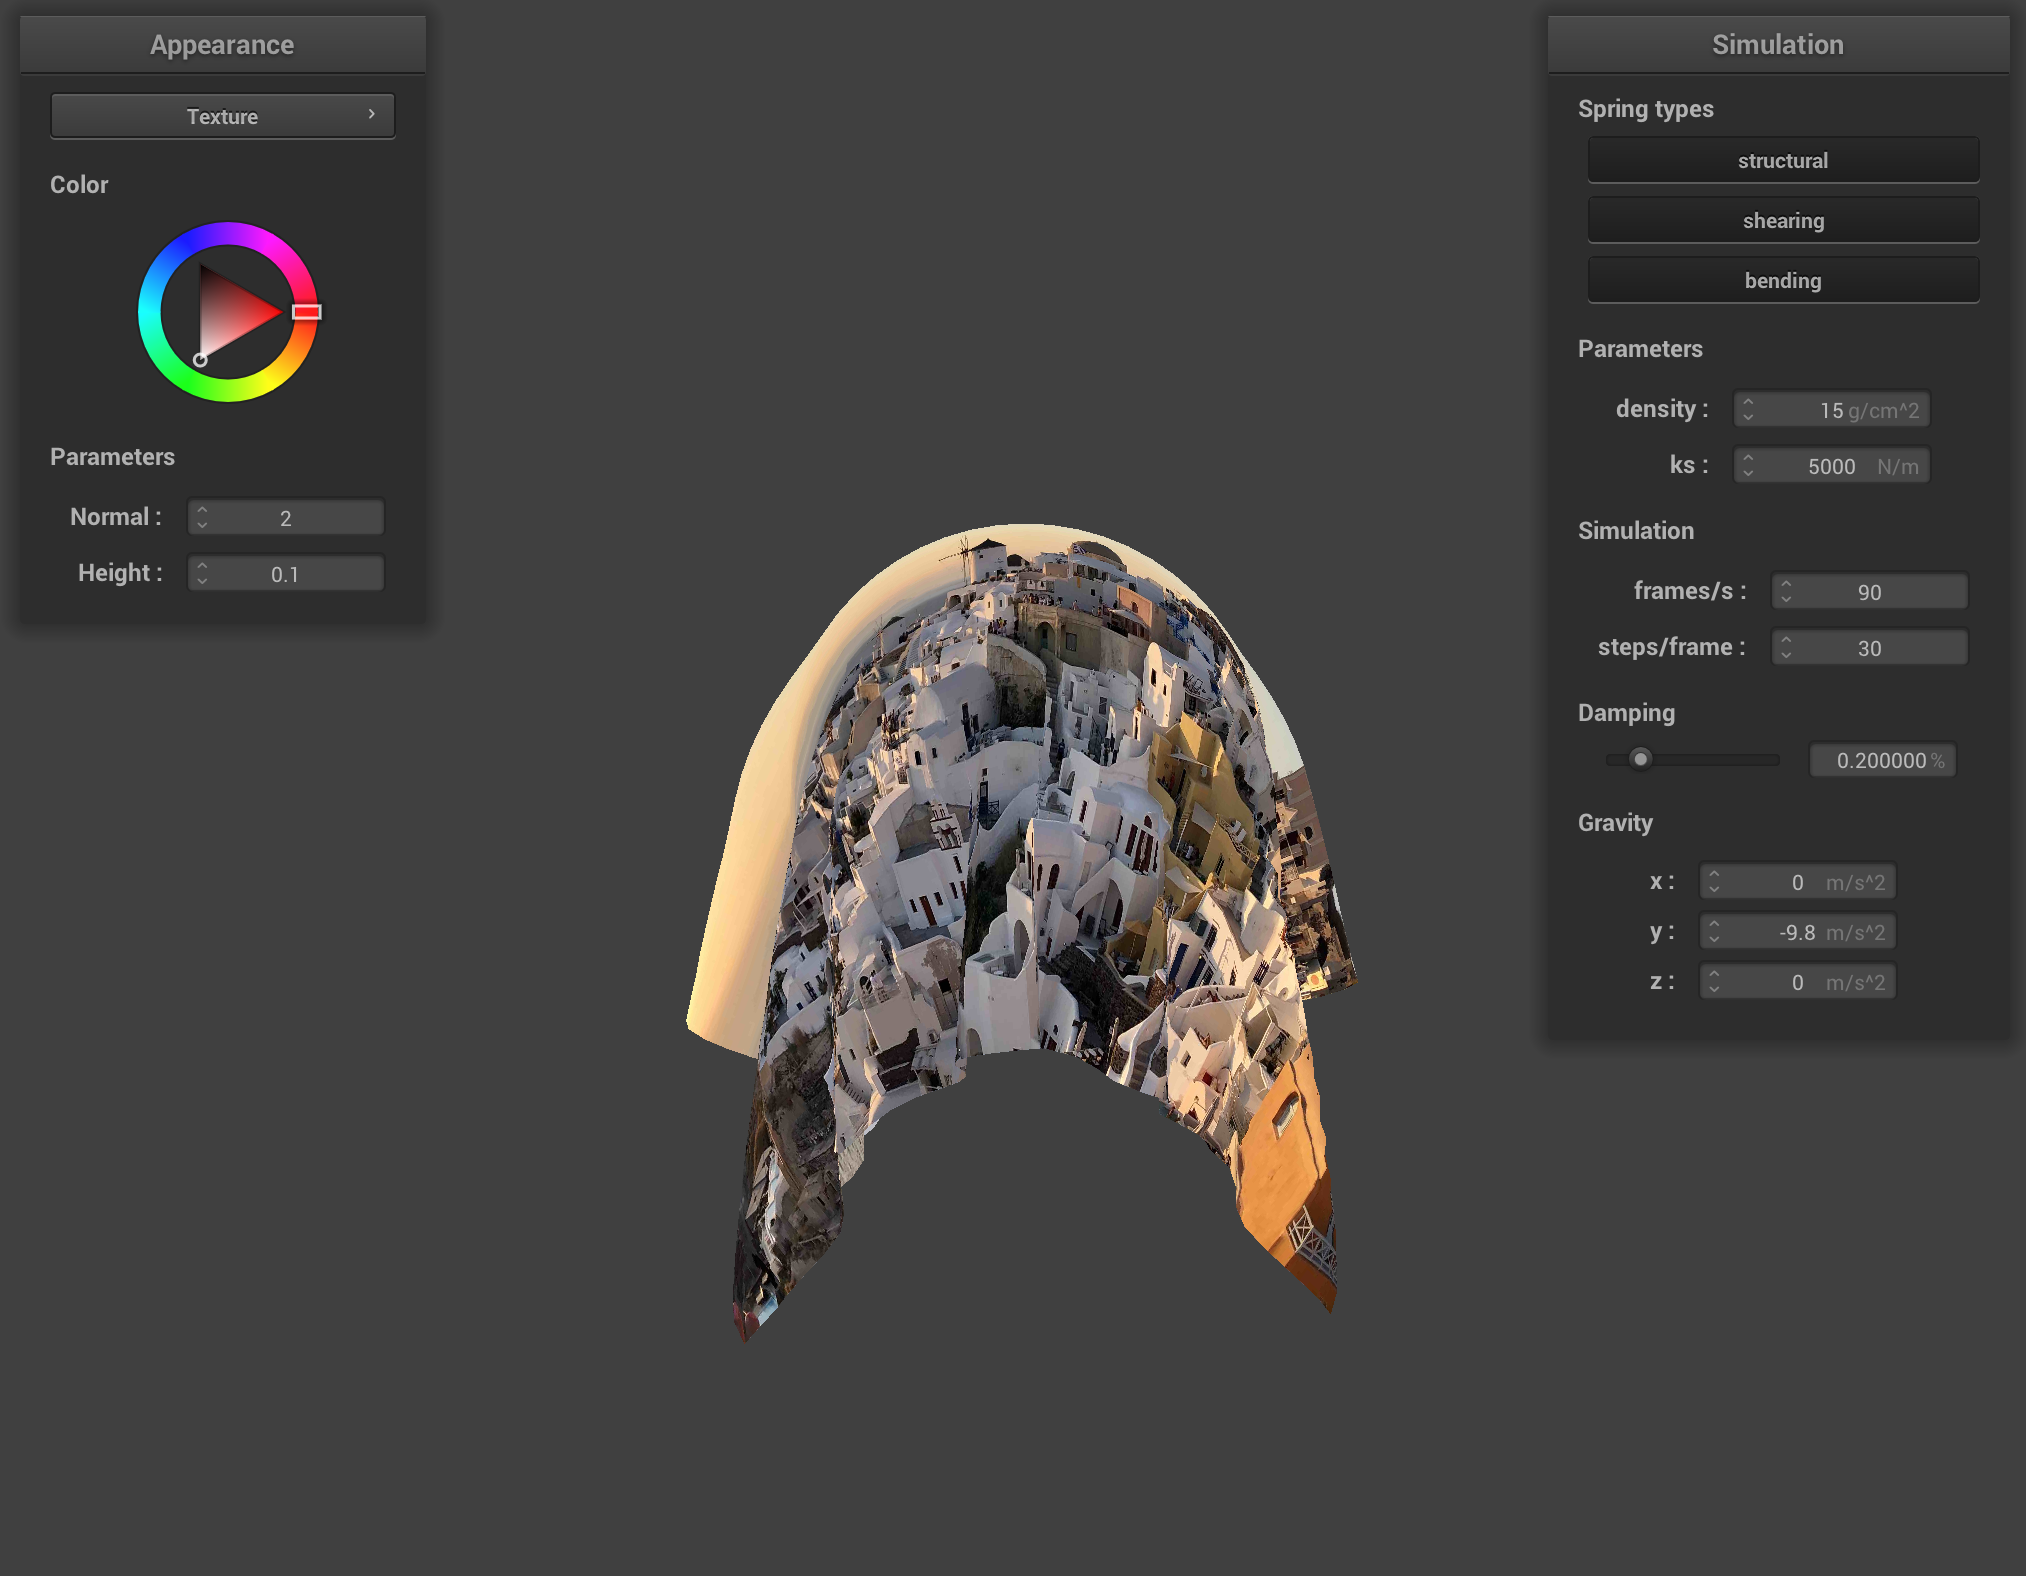 Appearance
Texture
Color
Parameters
Normal : 2
Height : 0.1
Simulation
Spring types
structural
shearing
bending
Parameters
density : 15 g/cm^2
ks : 5000 N/m
Simulation
frames/s : 90
steps/frame : 30
Damping
0.200000 %
Gravity
x : 0 m/s^2
y : -9.8 m/s^2
z : 0 m/s^2